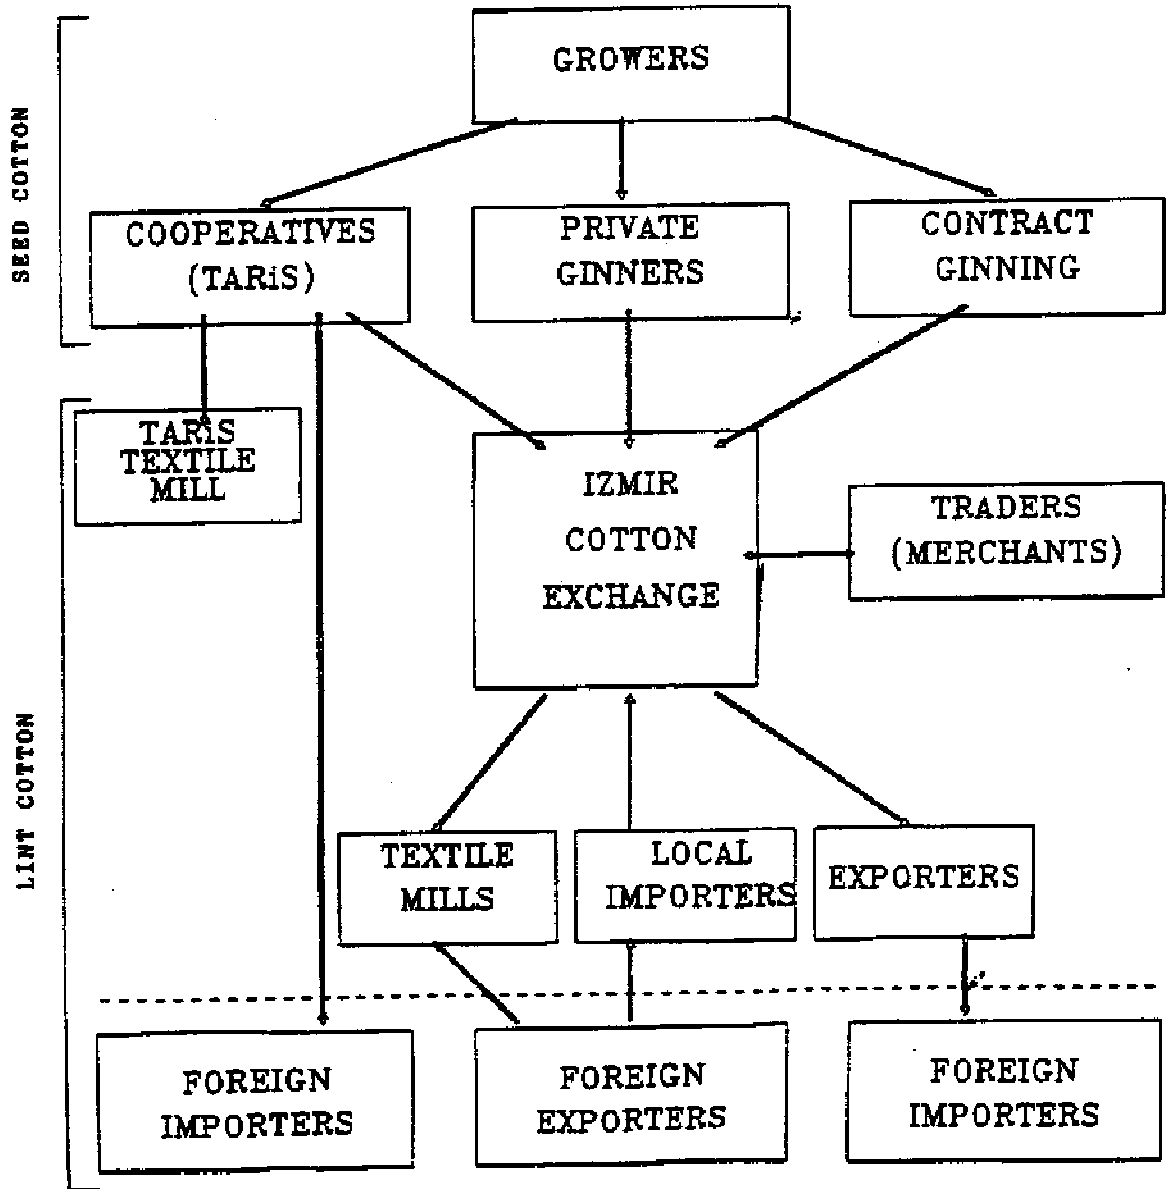 GROWERS
SEED COTTON
COOPERATIVES
(TARiS)
PRIVATE
GINNERS
CONTRACT
GINNING
TARiS
TEXTILE
MILL
IZMIR
COTTON
EXCHANGE
TRADERS
(MERCHANTS)
LINT COTTON
TEXTILE
MILLS
LOCAL
IMPORTERS
EXPORTERS
FOREIGN
IMPORTERS
FOREIGN
EXPORTERS
FOREIGN
IMPORTERS